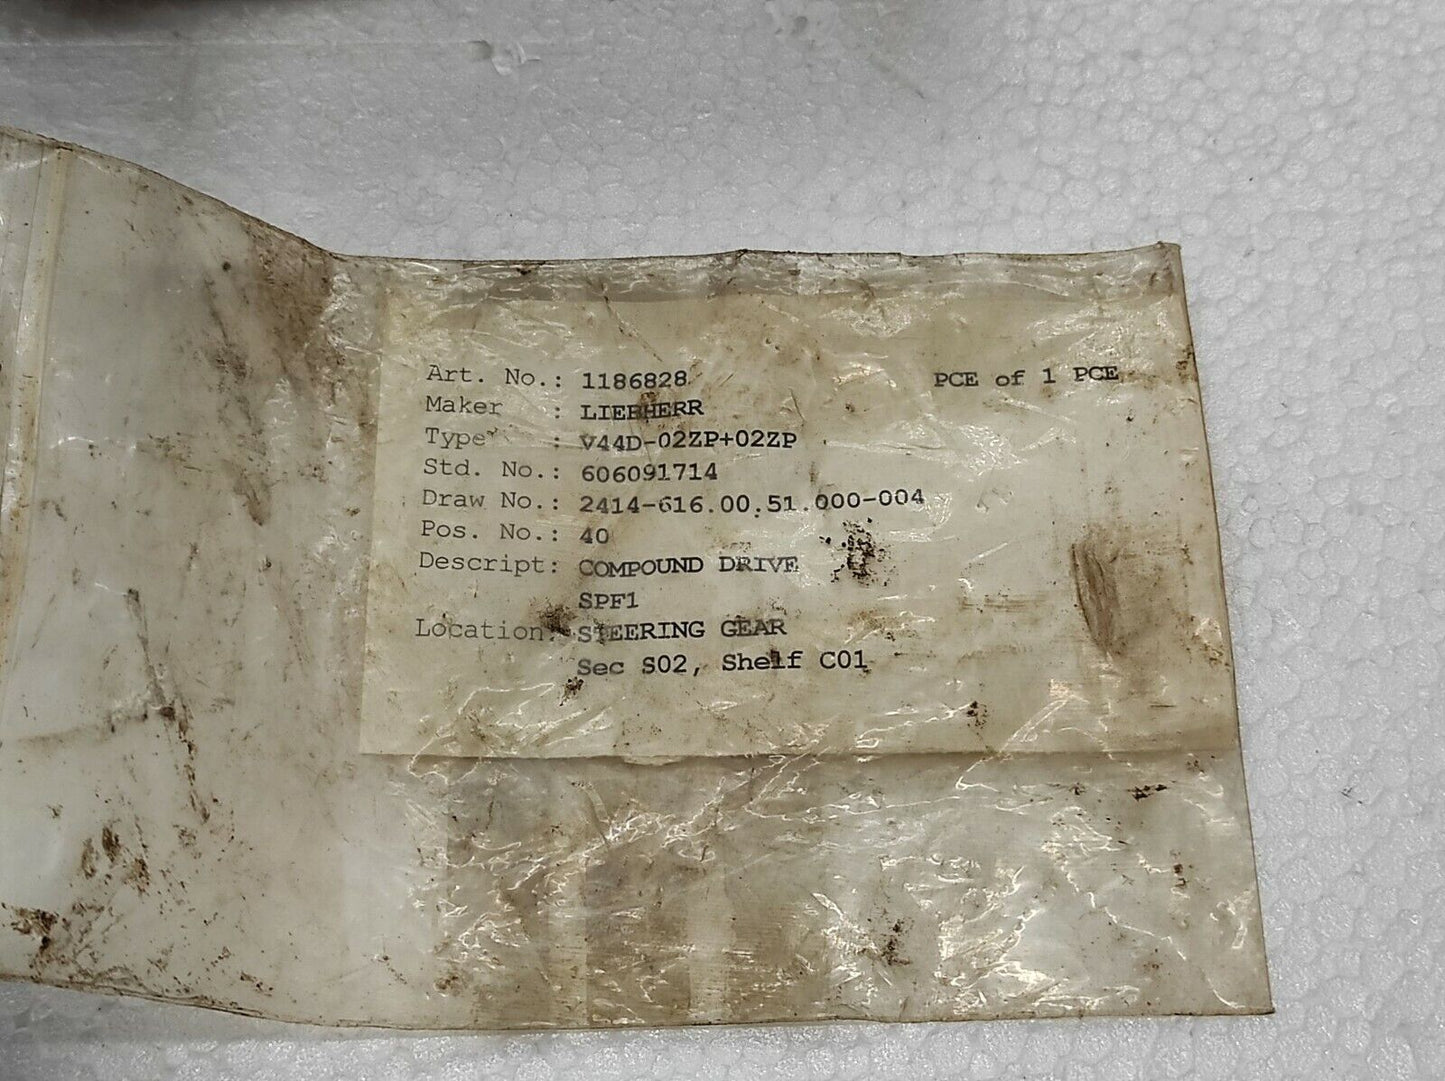 Art. No.: 1186828 PCE of 1 PCE
Maker : LIEBHERR
Type : V44D-02ZP+02ZP
Std. No.: 606091714
Draw No.: 2414-616.00.51.000-004
Pos. No.: 40
Descript: COMPOUND DRIVE
SPF1
Location: STEERING GEAR
Sec S02, Shelf C01